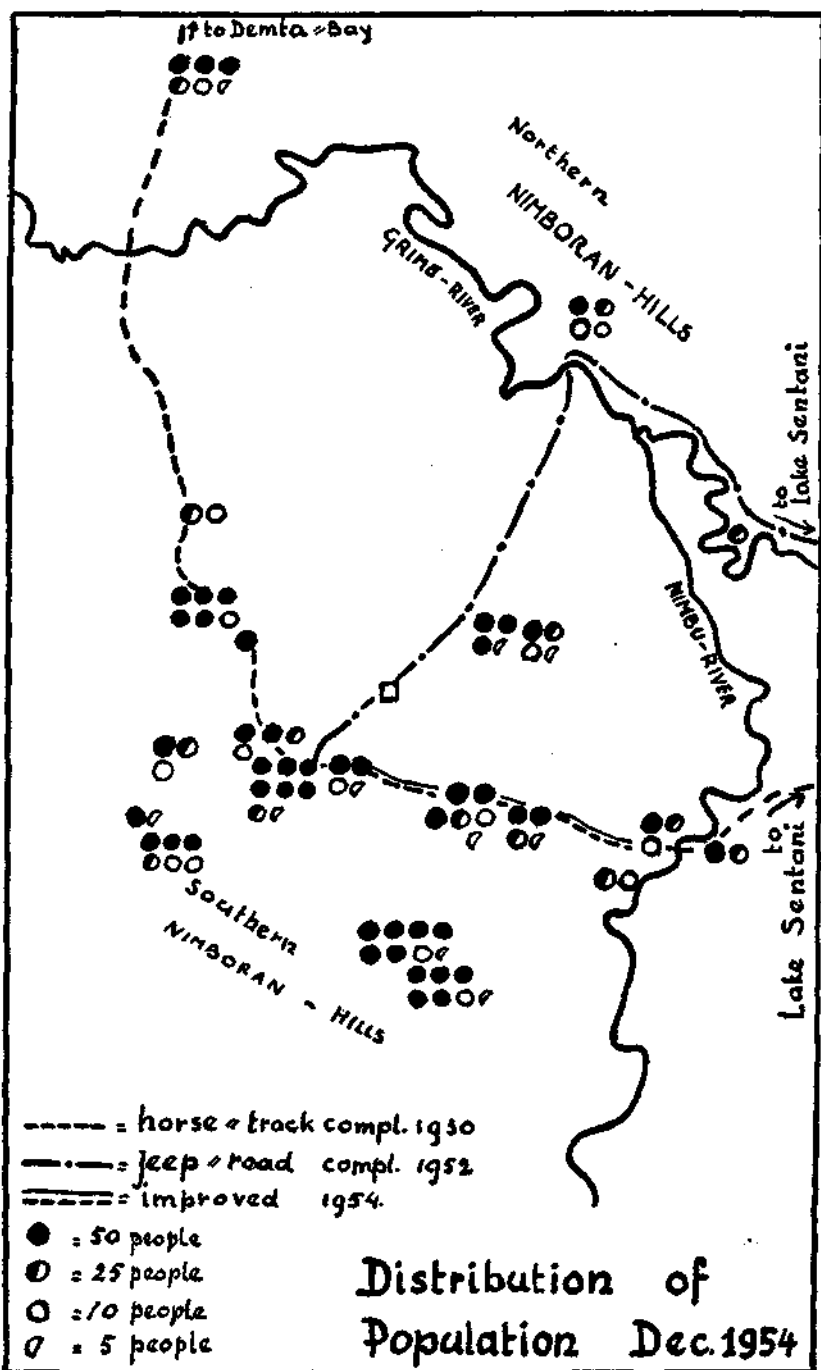 to Demta = Bay
Northern
NIMBORAN - HILLS
GRIME - RIVER
to
Lake Sentani
NIMBU - RIVER
to
Lake Sentani
Southern
NIMBORAN - HILLS
= horse = track compl. 1950
= jeep = road compl. 1952
= improved 1954.
= 50 people
= 25 people
= 10 people
= 5 people
Distribution of
Population Dec. 1954